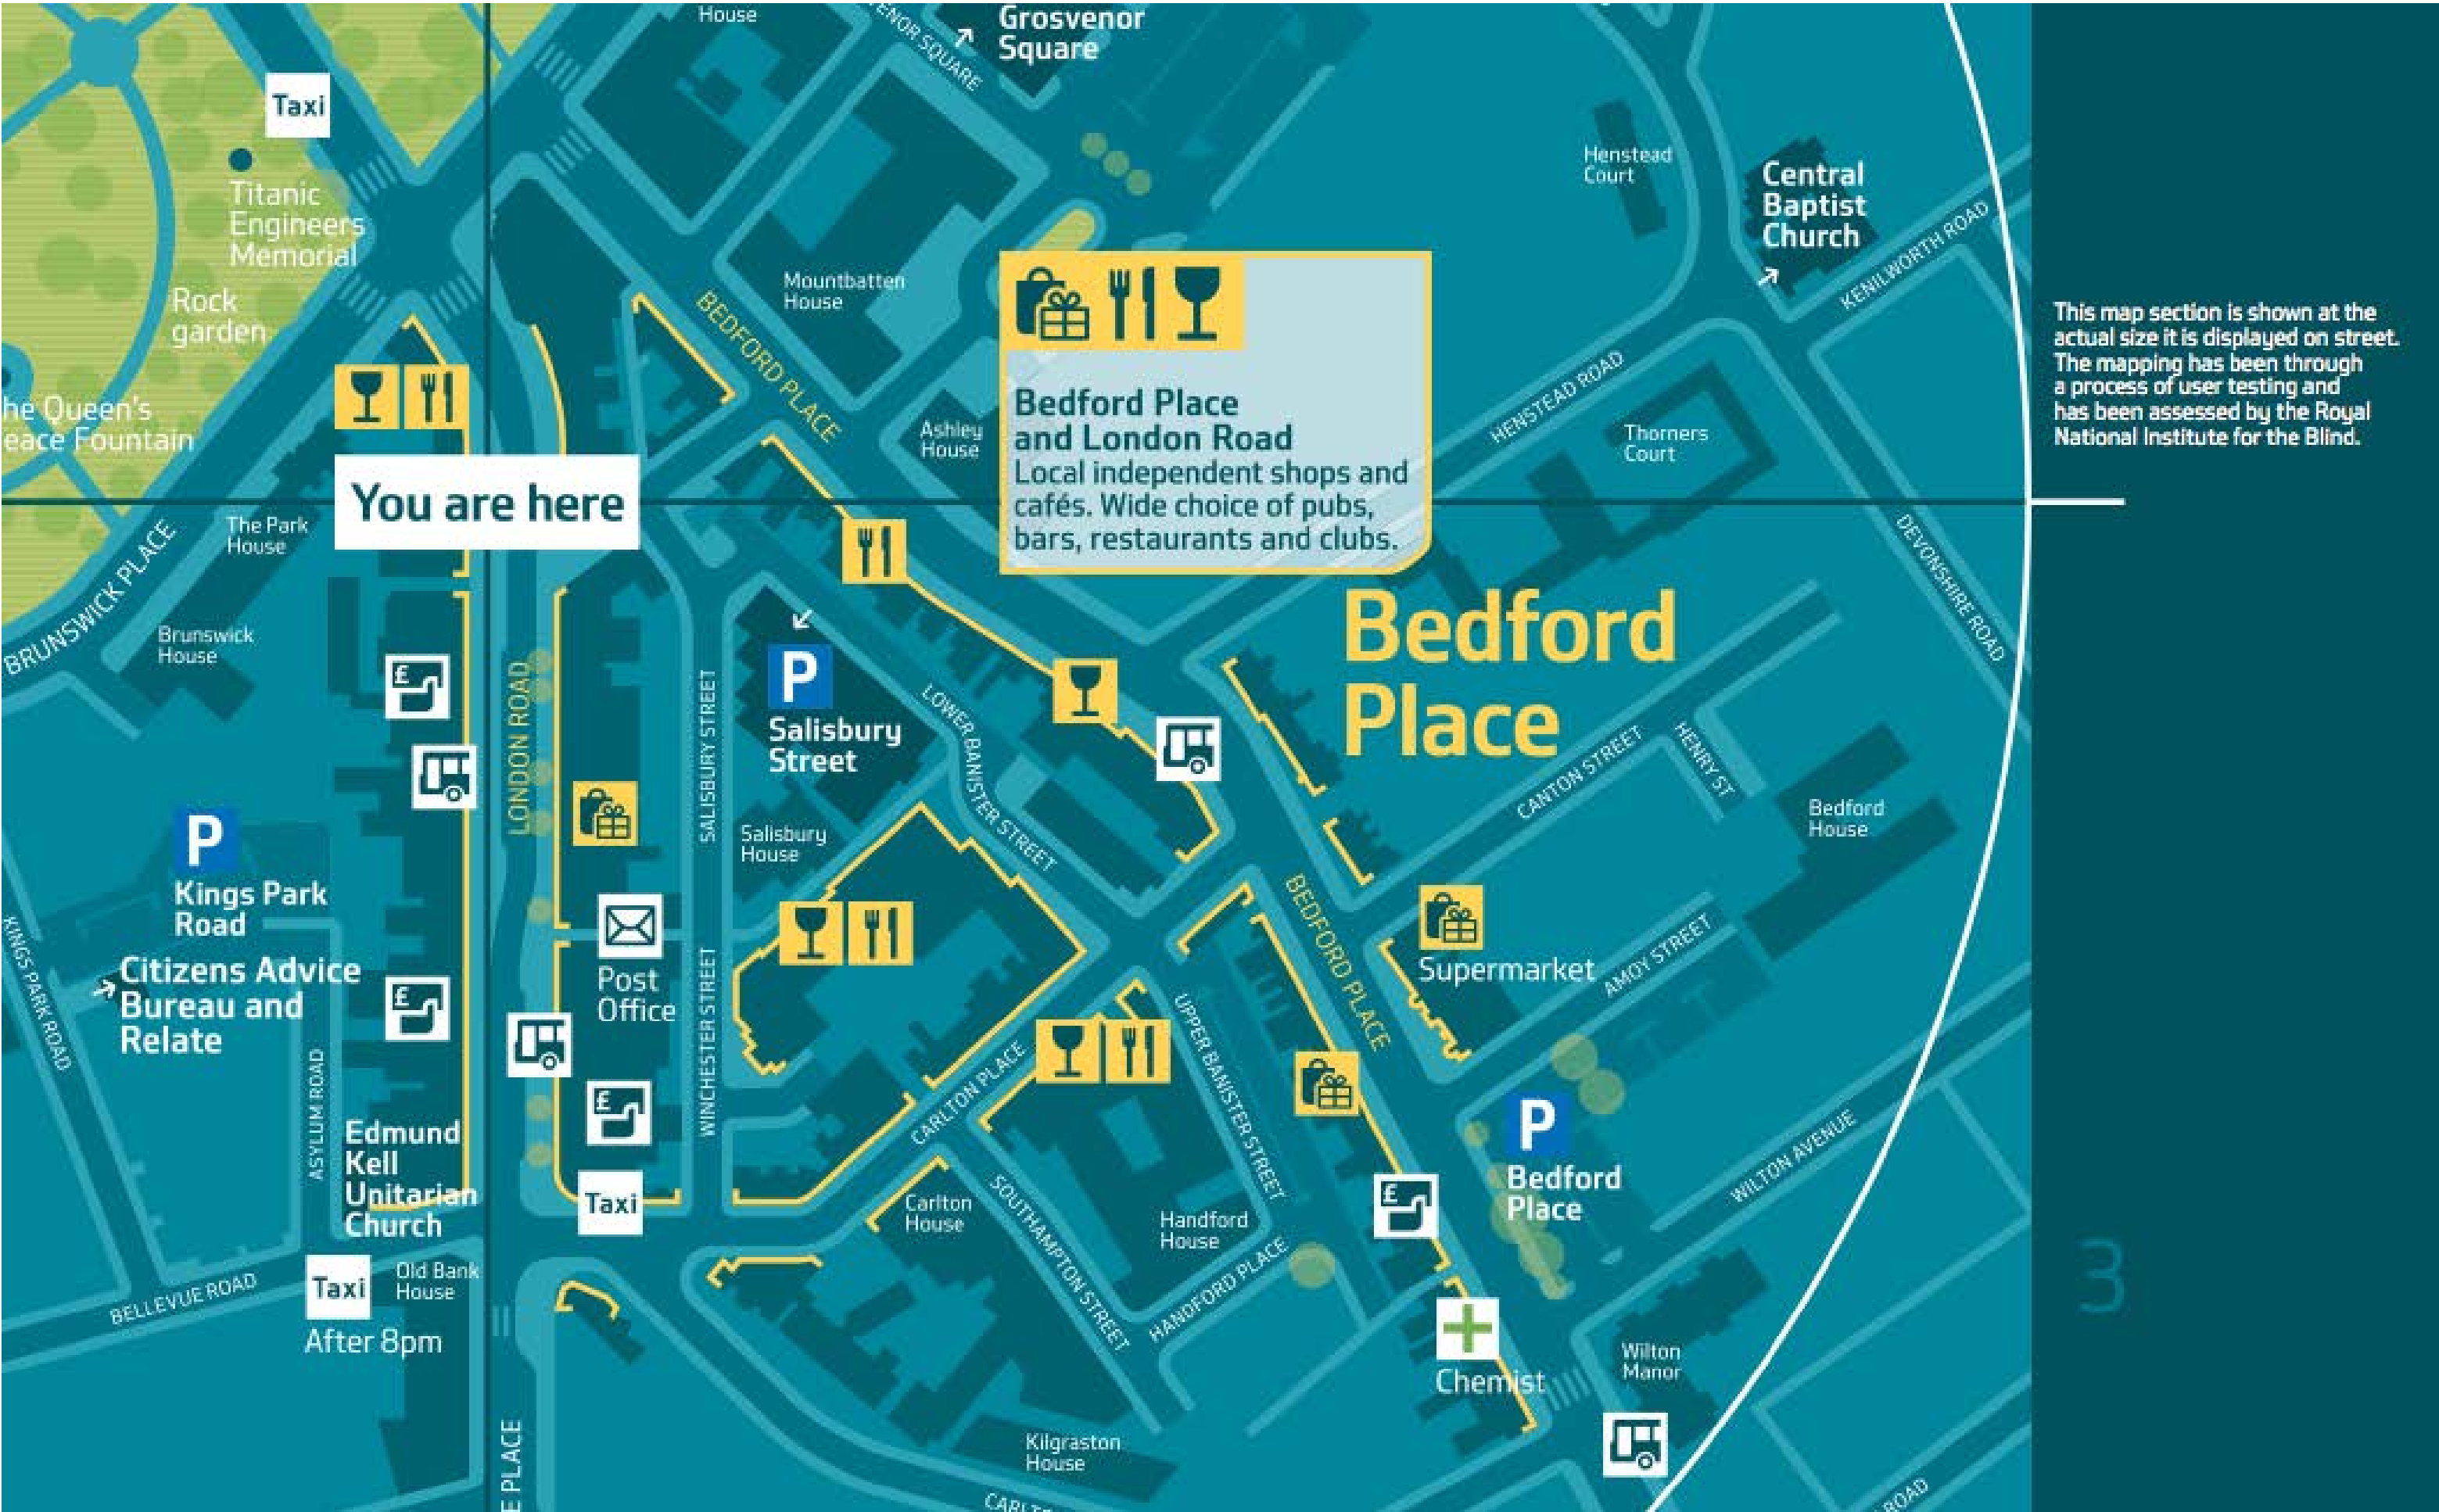 House
ENOR SQUARE
Grosvenor
Square
Taxi
Titanic
Engineers
Memorial
Rock
garden
he Queen's
eace Fountain
Mountbatten
House
BEDFORD PLACE
Henstead
Court
Central
Baptist
Church
KENILWORTH ROAD
This map section is shown at the
actual size it is displayed on street.
The mapping has been through
a process of user testing and
has been assessed by the Royal
National Institute for the Blind.
Bedford Place
and London Road
Local independent shops and
cafés. Wide choice of pubs,
bars, restaurants and clubs.
Ashley
House
HENSTEAD ROAD
Thorners
Court
You are here
The Park
House
BRUNSWICK PLACE
Brunswick
House
DEVONSHIRE ROAD
Bedford
Place
£
LONDON ROAD
SALISBURY STREET
P
Salisbury
Street
LOWER BANISTER STREET
CANTON STREET
HENRY ST
Bedford
House
P
Kings Park
Road
Salisbury
House
KINGS PARK ROAD
Citizens Advice
Bureau and
Relate
£
Post
Office
WINCHESTER STREET
BEDFORD PLACE
Supermarket
AMOY STREET
ASYLUM ROAD
Edmund
Kell
Unitarian
Church
£
Taxi
CARLTON PLACE
UPPER BANISTER STREET
P
Bedford
Place
WILTON AVENUE
£
Carlton
House
SOUTHAMPTON STREET
Handford
House
HANDFORD PLACE
BELLEVUE ROAD
Taxi
After 8pm
Old Bank
House
3
Chemist
Wilton
Manor
E PLACE
Kilgraston
House
CARLT
ROAD